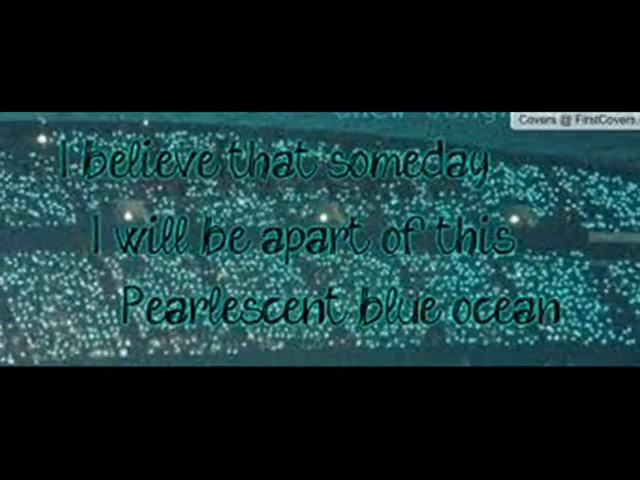 Covers @ FirstCovers.
I believe that someday
I will be apart of this
Pearlescent blue ocean